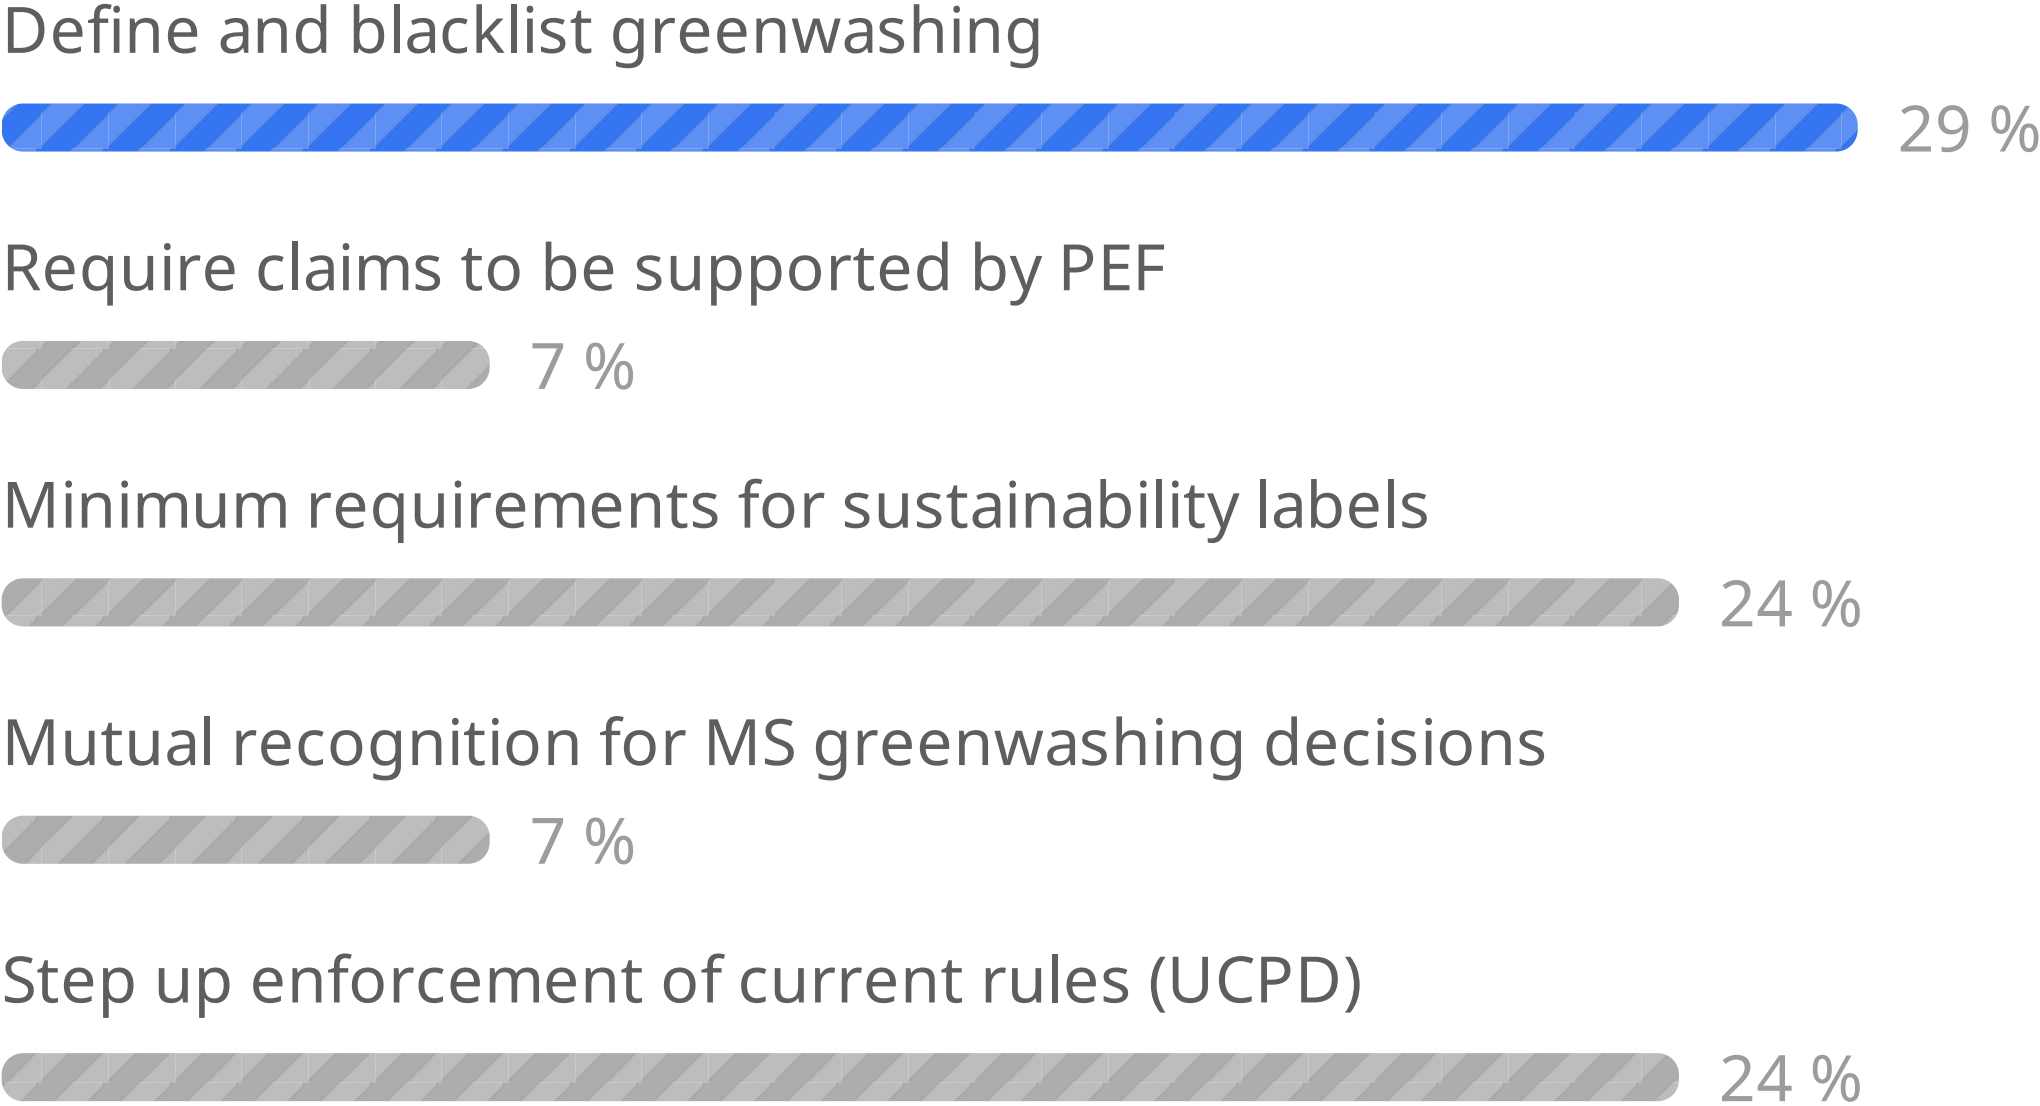 Define and blacklist greenwashing
29 %
Require claims to be supported by PEF
7 %
Minimum requirements for sustainability labels
24 %
Mutual recognition for MS greenwashing decisions
7 %
Step up enforcement of current rules (UCPD)
24 %